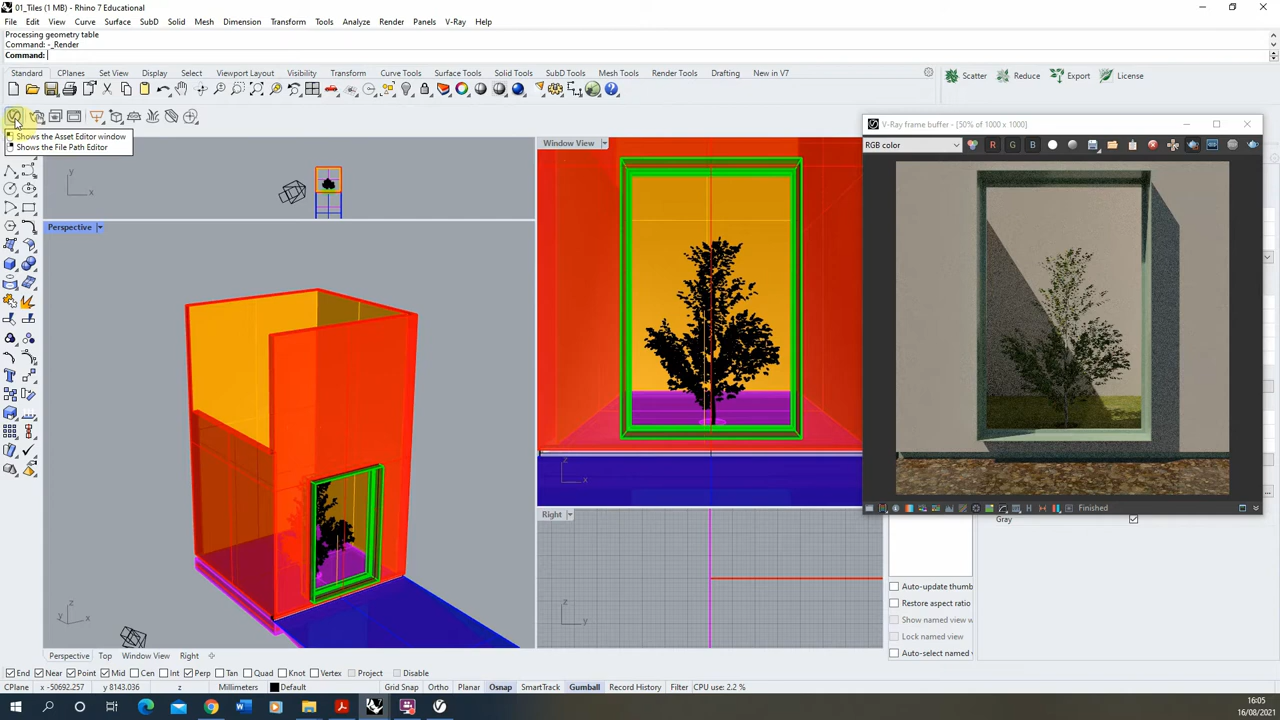 01_Tiles (1 MB) - Rhino 7 Educational
File Edit View Curve Surface SubD Solid Mesh Dimension Transform Tools Analyze Render Panels V-Ray Help
Processing geometry table
Command: -_Render
Command:
Standard CPlanes Set View Display Select Viewport Layout Visibility Transform Curve Tools Surface Tools Solid Tools SubD Tools Mesh Tools Render Tools Drafting New in V7
Scatter Reduce Export License
Shows the Asset Editor window
Shows the File Path Editor
Window View
V-Ray frame buffer - [50% of 1000 x 1000]
RGB color
R G B
y
x
Perspective
z
x
Right
H
Finished
Gray
Auto-update thumb
Restore aspect ratio
Show named view w
Lock named view
Auto-select named v
z
y
z
y
x
Perspective Top Window View Right
End Near Point Mid Cen Int Perp Tan Quad Knot Vertex Project Disable
CPlane x -50692.257 y 8143.036 z Millimeters Default Grid Snap Ortho Planar Osnap SmartTrack Gumball Record History Filter CPU use: 2.2 %
16:05
16/08/2021